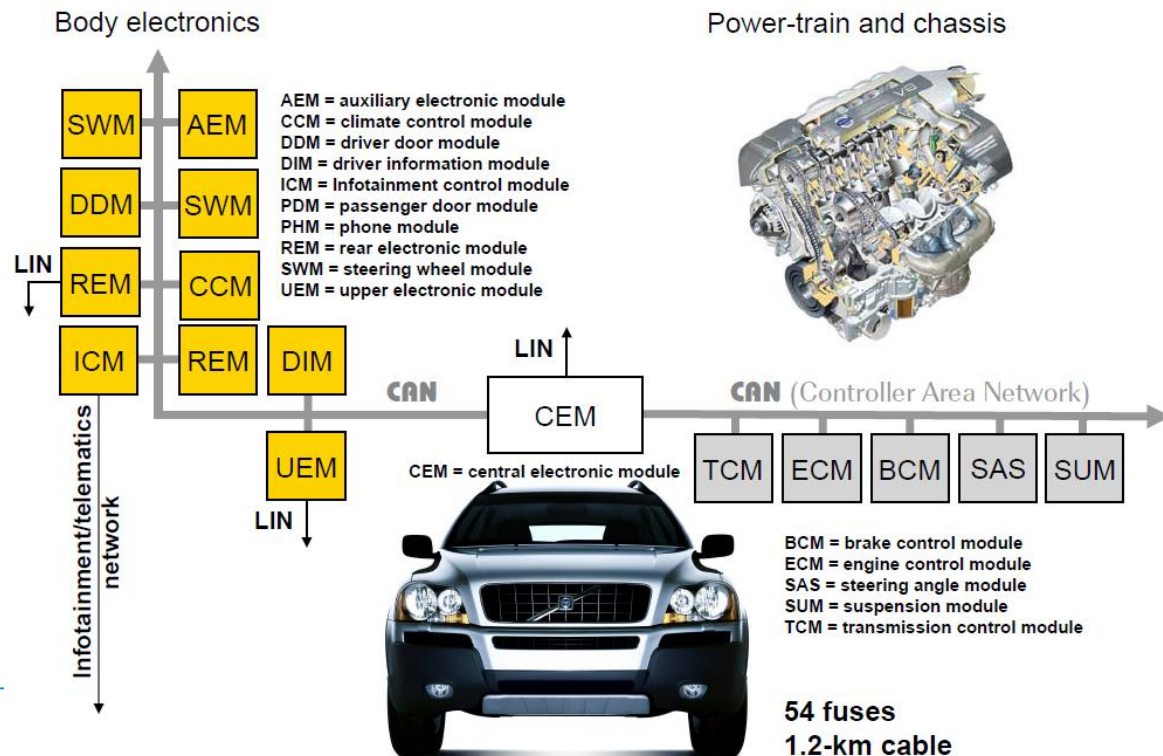 Body electronics
Power-train and chassis
SWM
AEM
DDM
SWM
LIN
REM
CCM
ICM
REM
DIM
UEM
LIN
Infotainment/telematics
network
AEM = auxiliary electronic module
CCM = climate control module
DDM = driver door module
DIM = driver information module
ICM = Infotainment control module
PDM = passenger door module
PHM = phone module
REM = rear electronic module
SWM = steering wheel module
UEM = upper electronic module
V8
LIN
CAN
CEM
CAN (Controller Area Network)
CEM = central electronic module
TCM
ECM
BCM
SAS
SUM
BCM = brake control module
ECM = engine control module
SAS = steering angle module
SUM = suspension module
TCM = transmission control module
54 fuses
1.2-km cable